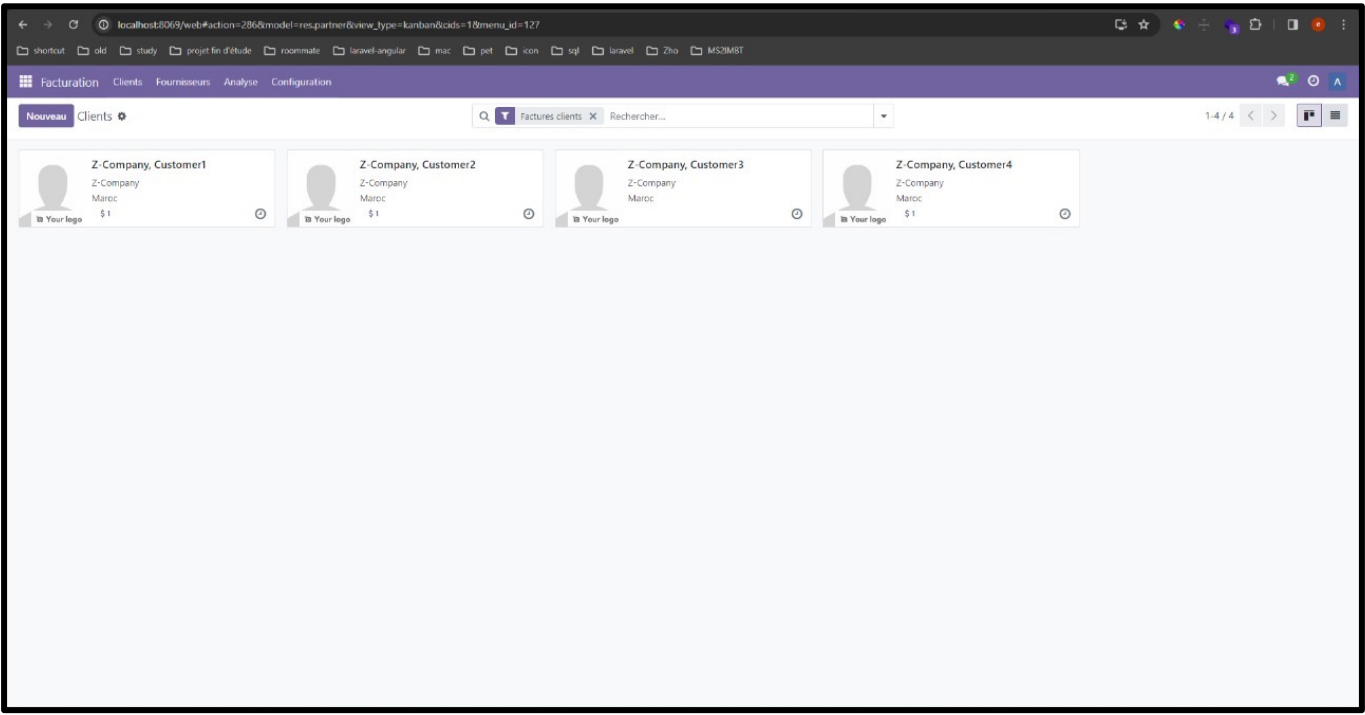 localhost:8069/web#action=286&model=res.partner&view_type=kanban&cids=1&menu_id=127
shortcut old study projet fin d'étude roommate laravel-angular mac pet icon sql laravel Zho MS2IMBT
Facturation Clients Fournisseurs Analyse Configuration 2 A
Nouveau Clients Factures clients Rechercher... 1-4 / 4
Z-Company, Customer1
Z-Company
Maroc
$ 1
Your logo
Z-Company, Customer2
Z-Company
Maroc
$ 1
Your logo
Z-Company, Customer3
Z-Company
Maroc
Your logo
Z-Company, Customer4
Z-Company
Maroc
$ 1
Your logo